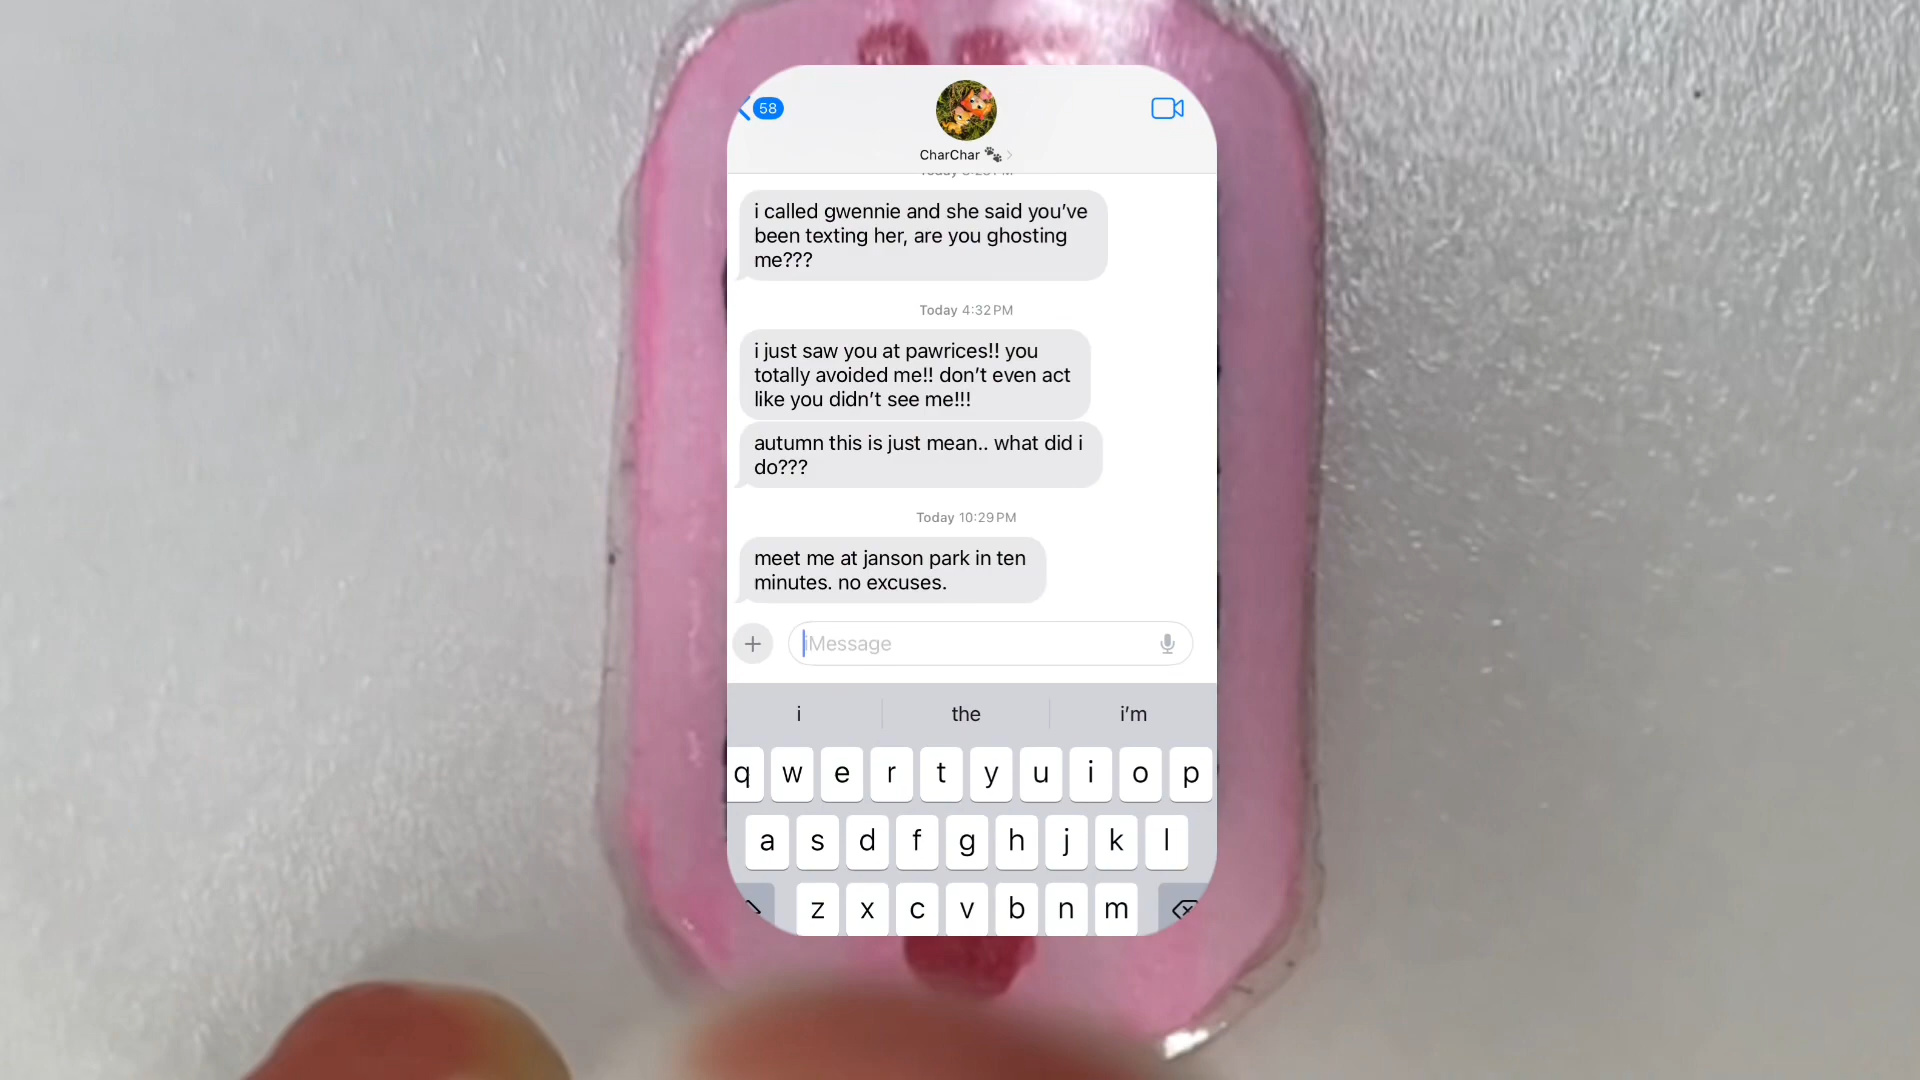 58
CharChar 🐾
i called gwennie and she said you’ve
been texting her, are you ghosting
me???
Today 4:32 PM
i just saw you at pawrices!! you
totally avoided me!! don’t even act
like you didn’t see me!!!
autumn this is just mean.. what did i
do???
Today 10:29 PM
meet me at janson park in ten
minutes. no excuses.
iMessage
i the i’m
q w e r t y u i o p
a s d f g h j k l
z x c v b n m